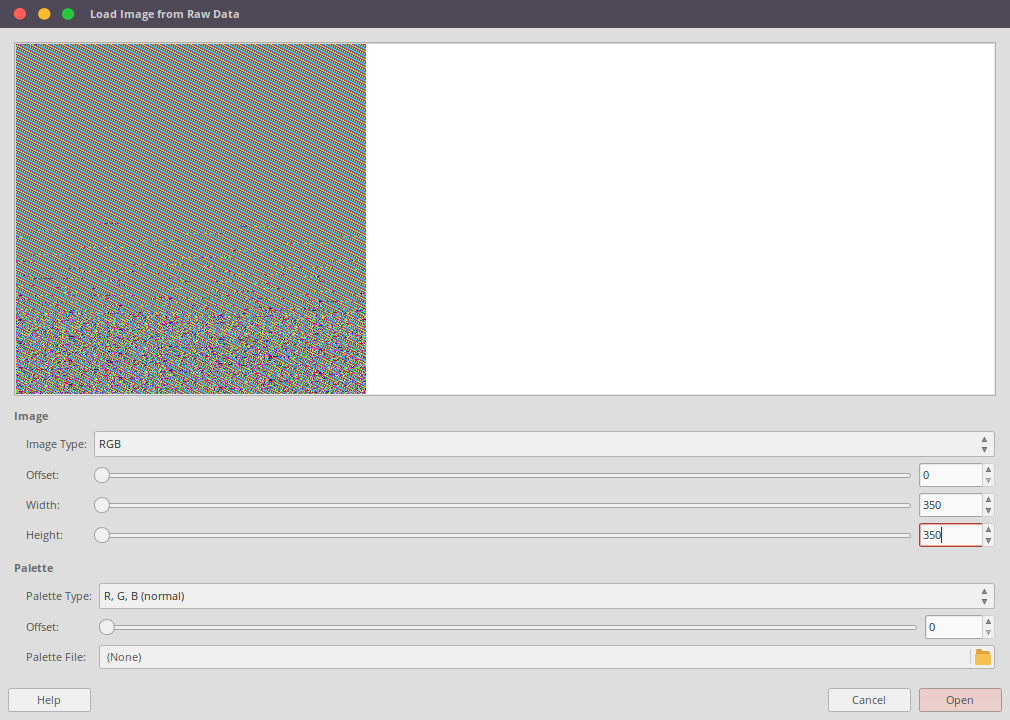 Load Image from Raw Data
Image
Image Type: RGB
Offset: 0
Width: 350
Height: 350
Palette
Palette Type: R, G, B (normal)
Offset: 0
Palette File: (None)
Help Cancel Open